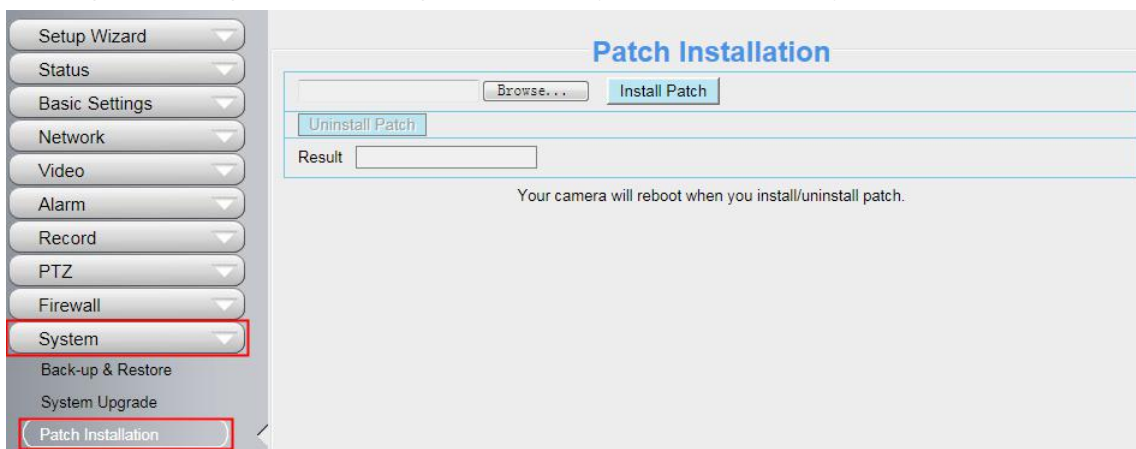 Setup Wizard
Status
Basic Settings
Network
Video
Alarm
Record
PTZ
Firewall
System
Back-up & Restore
System Upgrade
Patch Installation
Patch Installation
Browse... Install Patch
Uninstall Patch
Result
Your camera will reboot when you install/uninstall patch.